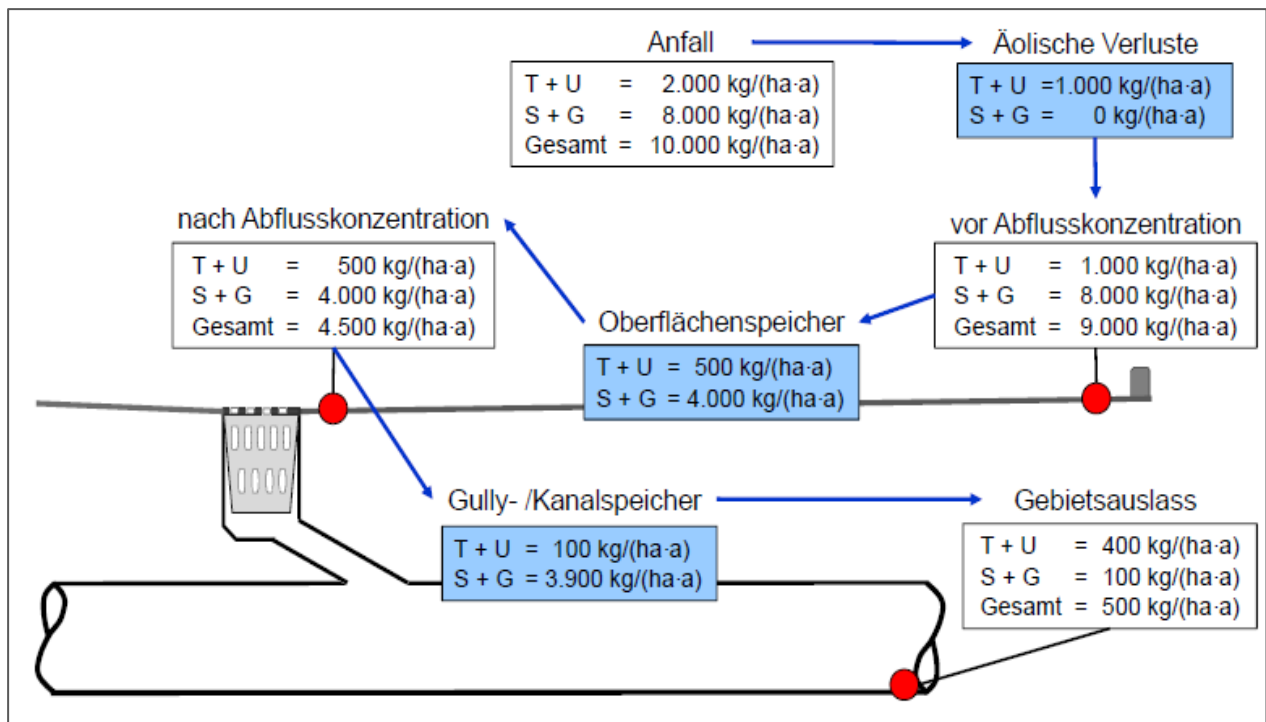 Anfall
T + U = 2.000 kg/(ha·a)
S + G = 8.000 kg/(ha·a)
Gesamt = 10.000 kg/(ha·a)
Äolische Verluste
T + U =1.000 kg/(ha·a)
S + G = 0 kg/(ha·a)
vor Abflusskonzentration
T + U = 1.000 kg/(ha·a)
S + G = 8.000 kg/(ha·a)
Gesamt = 9.000 kg/(ha·a)
Oberflächenspeicher
T + U = 500 kg/(ha·a)
S + G = 4.000 kg/(ha·a)
nach Abflusskonzentration
T + U = 500 kg/(ha·a)
S + G = 4.000 kg/(ha·a)
Gesamt = 4.500 kg/(ha·a)
Gully- /Kanalspeicher
T + U = 100 kg/(ha·a)
S + G = 3.900 kg/(ha·a)
Gebietsauslass
T + U = 400 kg/(ha·a)
S + G = 100 kg/(ha·a)
Gesamt = 500 kg/(ha·a)